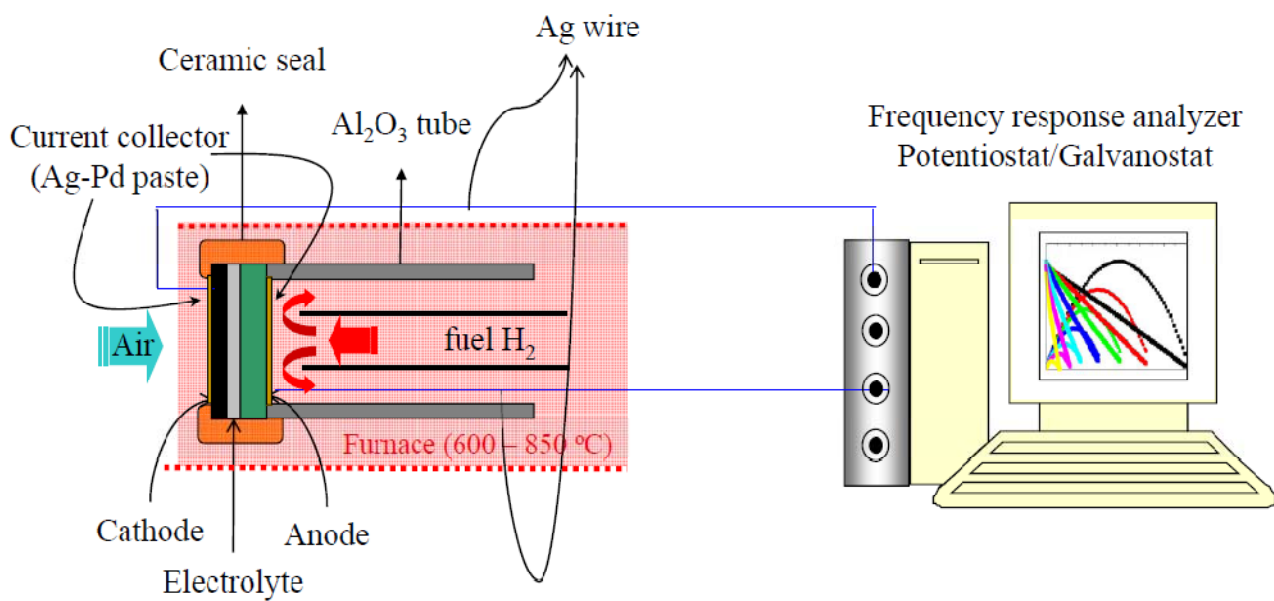 Ag wire
Ceramic seal
Al₂O₃ tube
Current collector
(Ag-Pd paste)
Frequency response analyzer
Potentiostat/Galvanostat
Air
fuel H₂
Furnace (600 – 850 ºC)
Cathode
Anode
Electrolyte